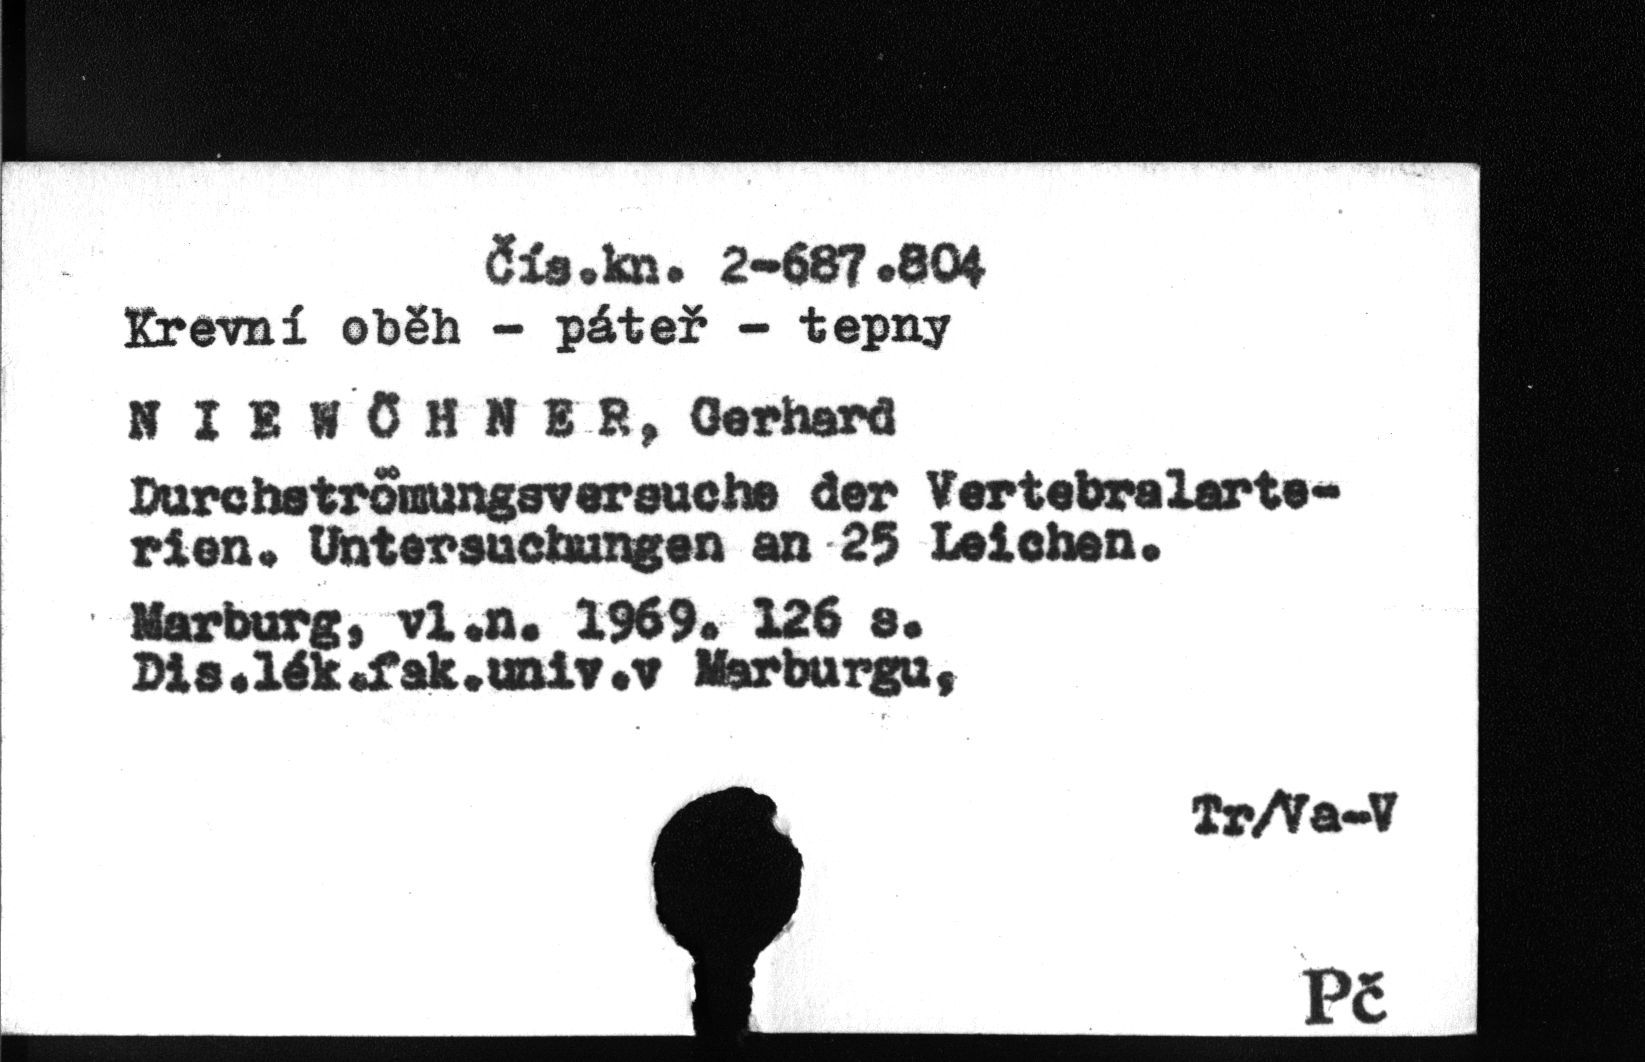 Čís.kn. 2-687.804
Krevní oběh - páteř - tepny
N I E W Ö H N E R, Gerhard
Durchströmungsversuche der Vertebralarte-
rien. Untersuchungen an 25 Leichen.
Marburg, vl.n. 1969. 126 s.
Dis.lék.fak.univ.v Marburgu,
Tr/Va-V
Pč